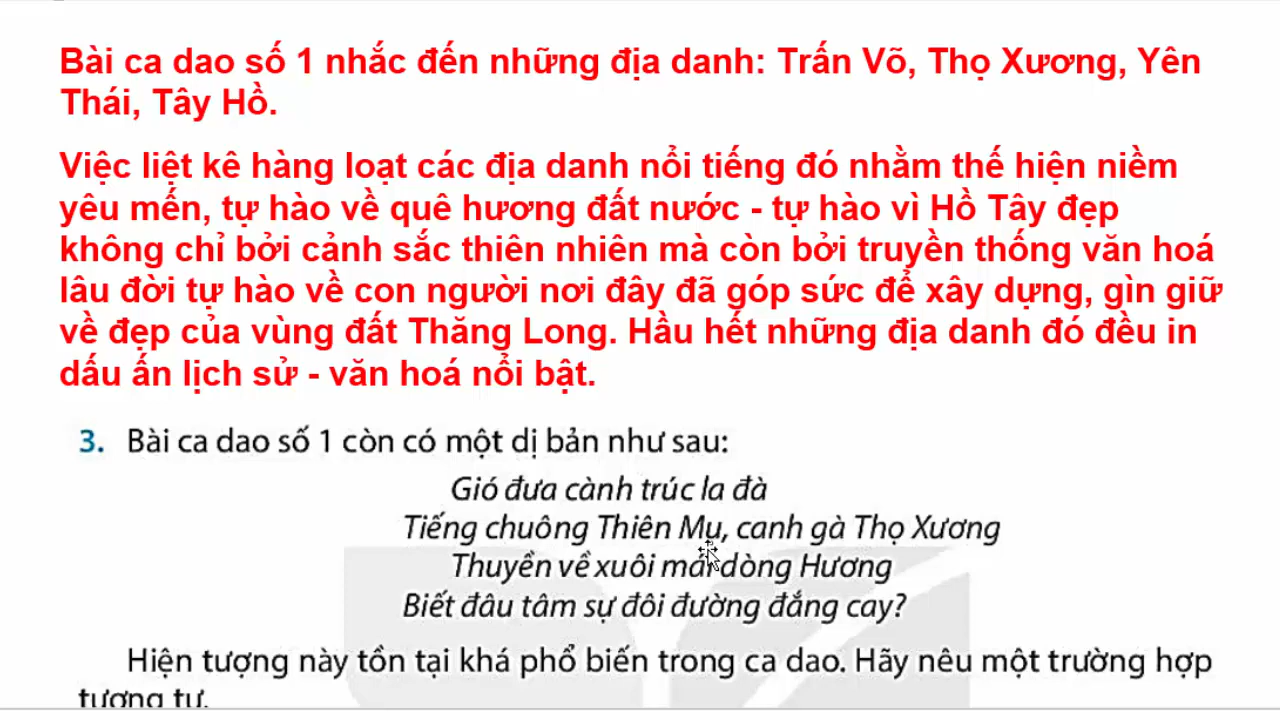 Bài ca dao số 1 nhắc đến những địa danh: Trấn Võ, Thọ Xương, Yên
Thái, Tây Hồ.
Việc liệt kê hàng loạt các địa danh nổi tiếng đó nhằm thế hiện niềm
yêu mến, tự hào về quê hương đất nước - tự hào vì Hồ Tây đẹp
không chỉ bởi cảnh sắc thiên nhiên mà còn bởi truyền thống văn hoá
lâu đời tự hào về con người nơi đây đã góp sức để xây dựng, gìn giữ
vẻ đẹp của vùng đất Thăng Long. Hầu hết những địa danh đó đều in
dấu ấn lịch sử - văn hoá nổi bật.
3. Bài ca dao số 1 còn có một dị bản như sau:
Gió đưa cành trúc la đà
Tiếng chuông Thiên Mụ, canh gà Thọ Xương
Thuyền về xuôi mái dòng Hương
Biết đâu tâm sự đôi đường đắng cay?
Hiện tượng này tồn tại khá phổ biến trong ca dao. Hãy nêu một trường hợp
tương tự.